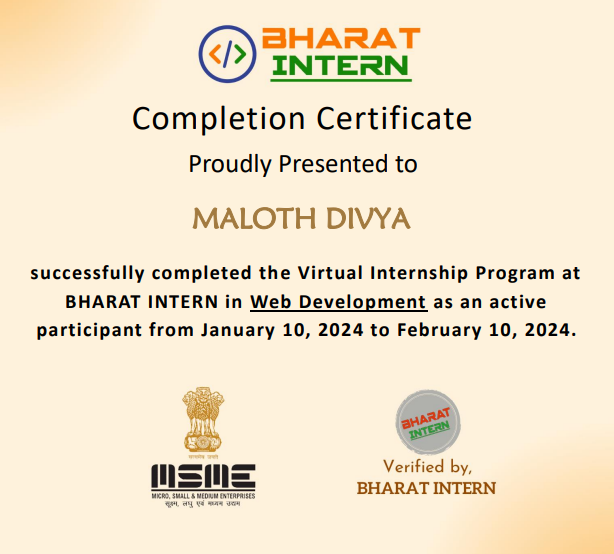 BHARAT
INTERN
Completion Certificate
Proudly Presented to
MALOTH DIVYA
successfully completed the Virtual Internship Program at
BHARAT INTERN in Web Development as an active
participant from January 10, 2024 to February 10, 2024.
सत्यमेव जयते
MSME
MICRO, SMALL & MEDIUM ENTERPRISES
सूक्ष्म, लघु एवं मध्यम उद्यम
BHARAT
INTERN
Verified by,
BHARAT INTERN